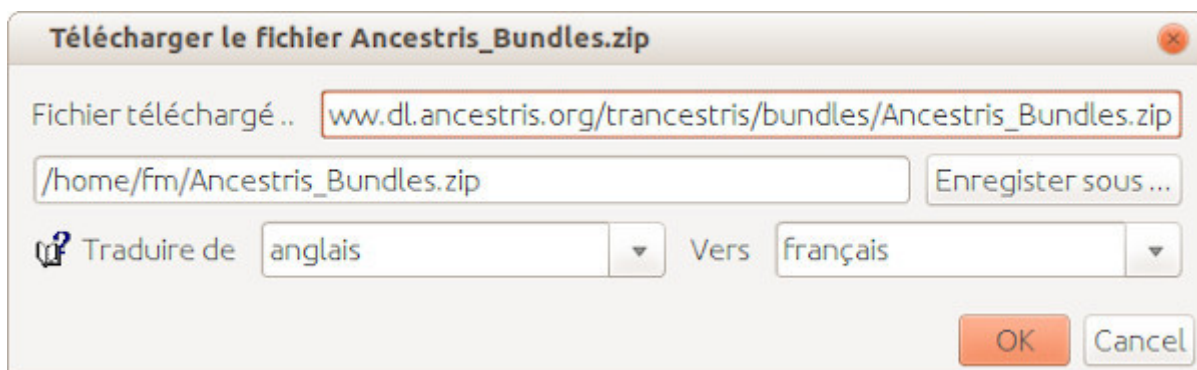 Télécharger le fichier Ancestris_Bundles.zip
Fichier téléchargé .. ww.dl.ancestris.org/trancestris/bundles/Ancestris_Bundles.zip
/home/fm/Ancestris_Bundles.zip Enregister sous ...
Traduire de anglais Vers français
OK Cancel